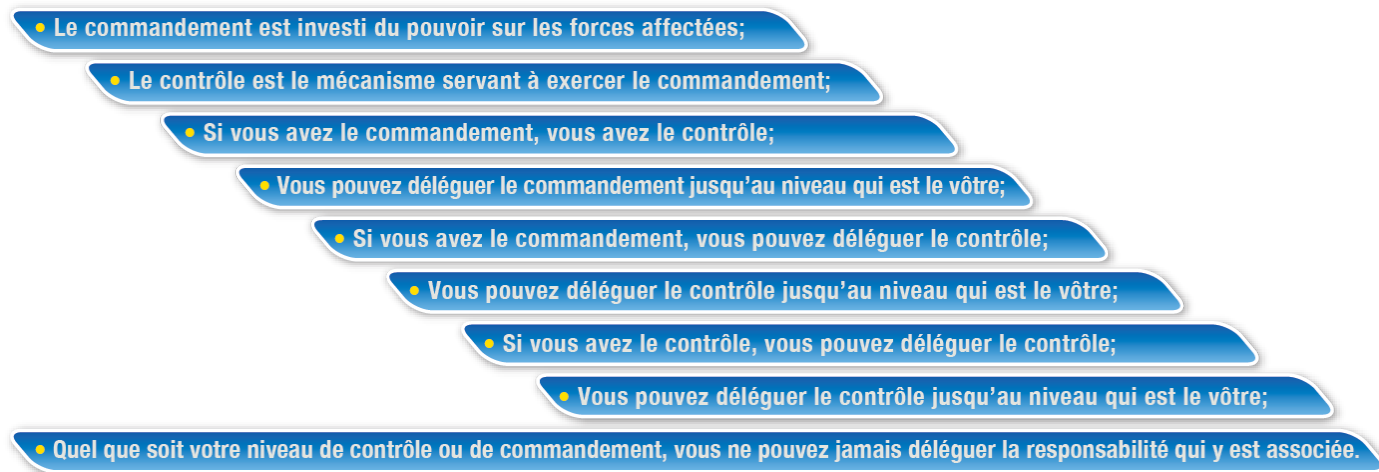 • Le commandement est investi du pouvoir sur les forces affectées;
• Le contrôle est le mécanisme servant à exercer le commandement;
• Si vous avez le commandement, vous avez le contrôle;
• Vous pouvez déléguer le commandement jusqu'au niveau qui est le vôtre;
• Si vous avez le commandement, vous pouvez déléguer le contrôle;
• Vous pouvez déléguer le contrôle jusqu'au niveau qui est le vôtre;
• Si vous avez le contrôle, vous pouvez déléguer le contrôle;
• Vous pouvez déléguer le contrôle jusqu'au niveau qui est le vôtre;
• Quel que soit votre niveau de contrôle ou de commandement, vous ne pouvez jamais déléguer la responsabilité qui y est associée.